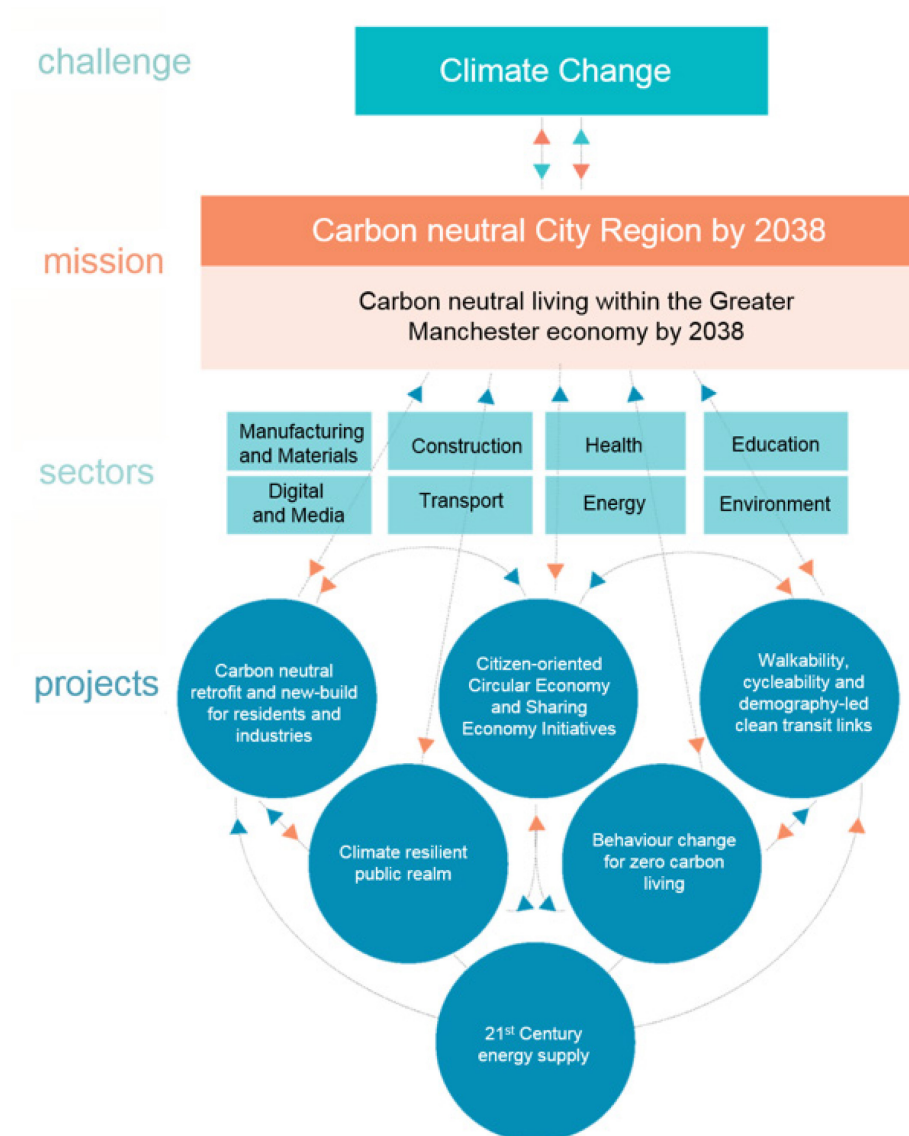 challenge
Climate Change
mission
Carbon neutral City Region by 2038
Carbon neutral living within the Greater
Manchester economy by 2038
sectors
Manufacturing
and Materials
Construction
Health
Education
Digital
and Media
Transport
Energy
Environment
projects
Carbon neutral
retrofit and new-build
for residents and
industries
Citizen-oriented
Circular Economy
and Sharing
Economy Initiatives
Walkability,
cycleability and
demography-led
clean transit links
Climate resilient
public realm
Behaviour change
for zero carbon
living
21st Century
energy supply